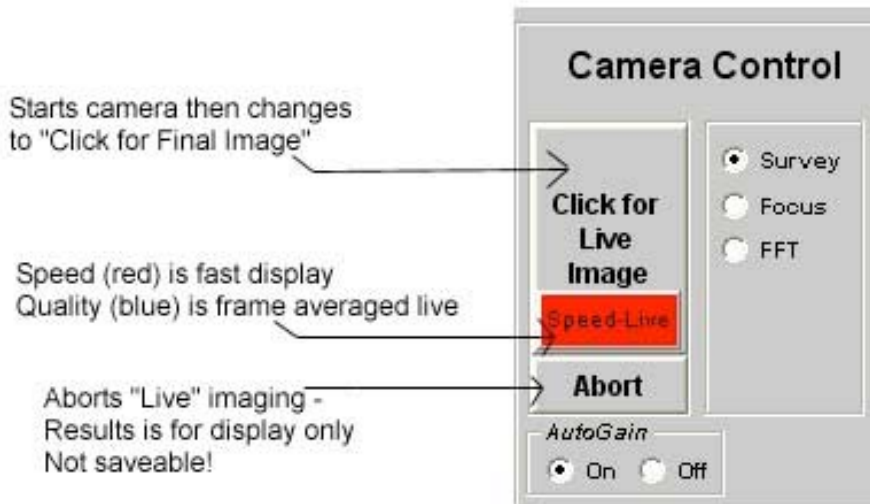 Camera Control
Starts camera then changes
to "Click for Final Image"
Click for
Live
Image
Survey
Focus
FFT
Speed (red) is fast display
Quality (blue) is frame averaged live
Speed-Live
Aborts "Live" imaging -
Results is for display only
Not saveable!
Abort
AutoGain
On Off